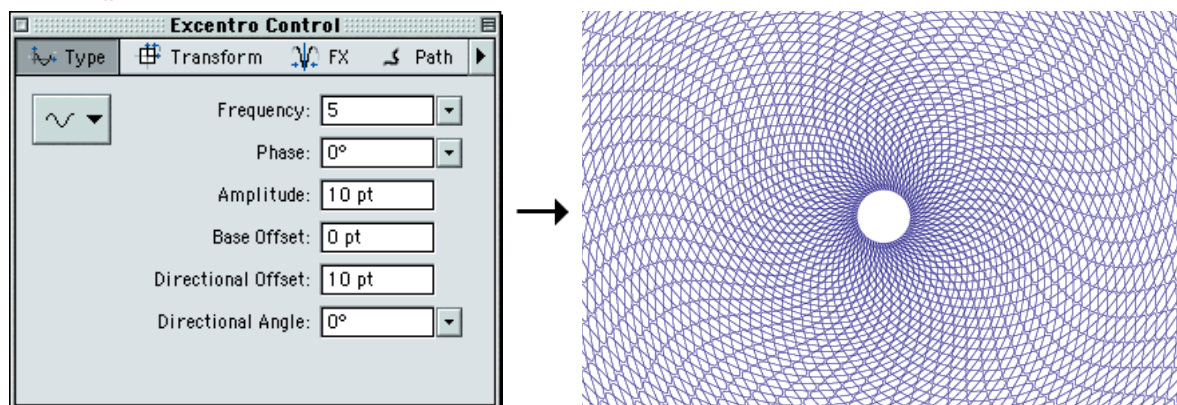 Excentro Control
Type Transform FX Path
Frequency: 5
Phase: 0°
Amplitude: 10 pt
Base Offset: 0 pt
Directional Offset: 10 pt
Directional Angle: 0°